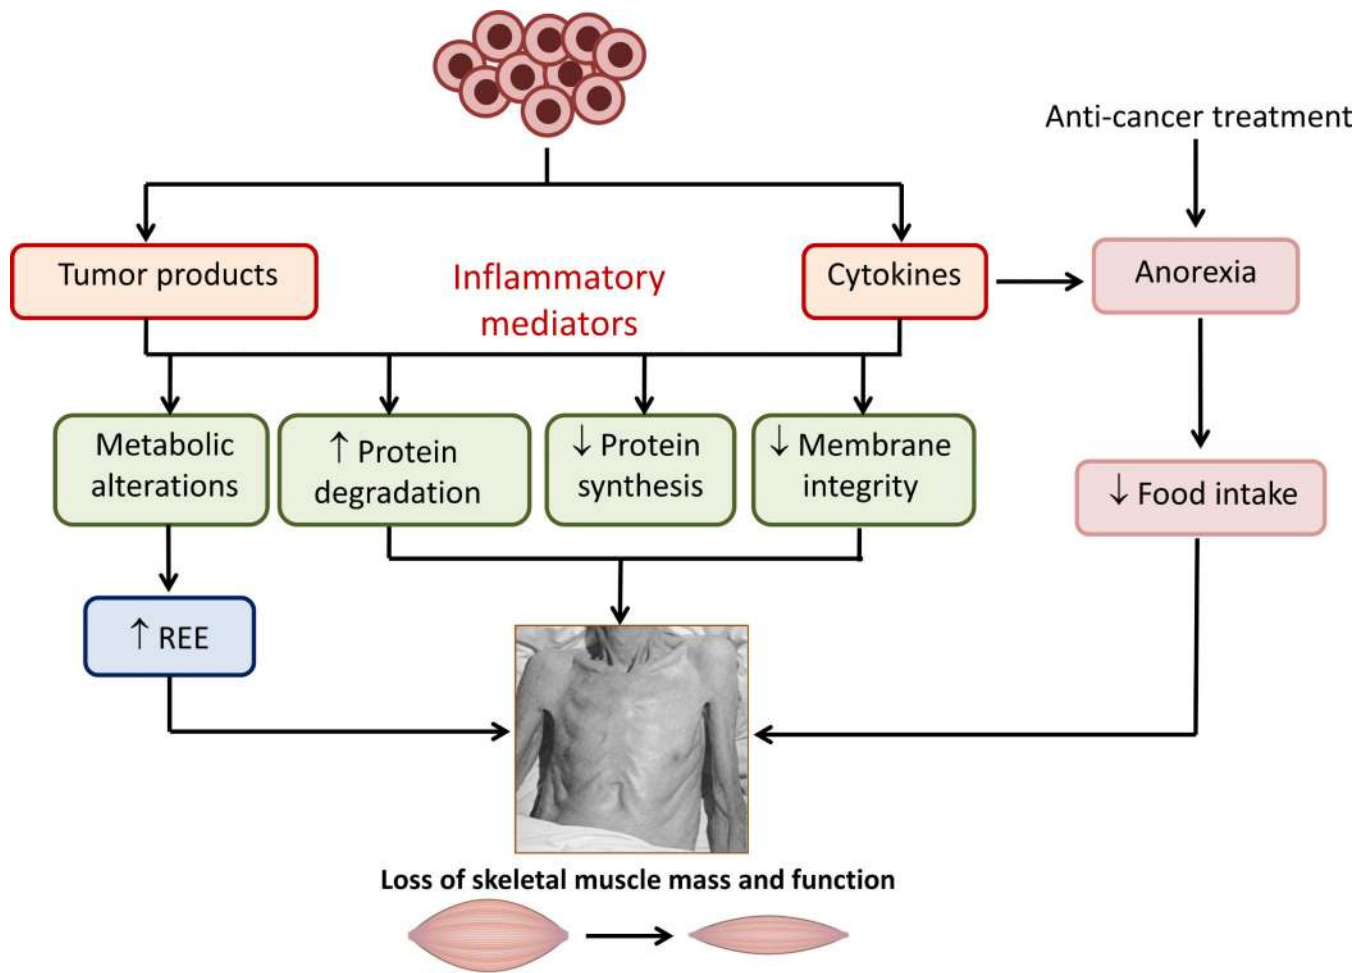 Anti-cancer treatment
Tumor products
Inflammatory
mediators
Cytokines
Anorexia
Metabolic
alterations
↑ Protein
degradation
↓ Protein
synthesis
↓ Membrane
integrity
↓ Food intake
↑ REE
Loss of skeletal muscle mass and function